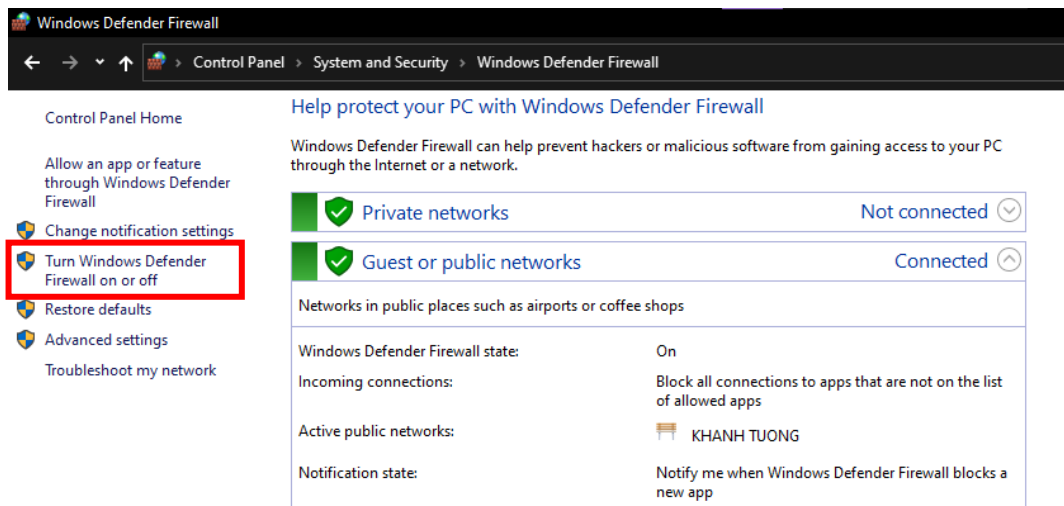 Windows Defender Firewall
Control Panel > System and Security > Windows Defender Firewall
Control Panel Home
Allow an app or feature
through Windows Defender
Firewall
Change notification settings
Turn Windows Defender
Firewall on or off
Restore defaults
Advanced settings
Troubleshoot my network
Help protect your PC with Windows Defender Firewall
Windows Defender Firewall can help prevent hackers or malicious software from gaining access to your PC
through the Internet or a network.
Private networks Not connected
Guest or public networks Connected
Networks in public places such as airports or coffee shops
Windows Defender Firewall state: On
Incoming connections: Block all connections to apps that are not on the list
of allowed apps
Active public networks: KHANH TUONG
Notification state: Notify me when Windows Defender Firewall blocks a
new app